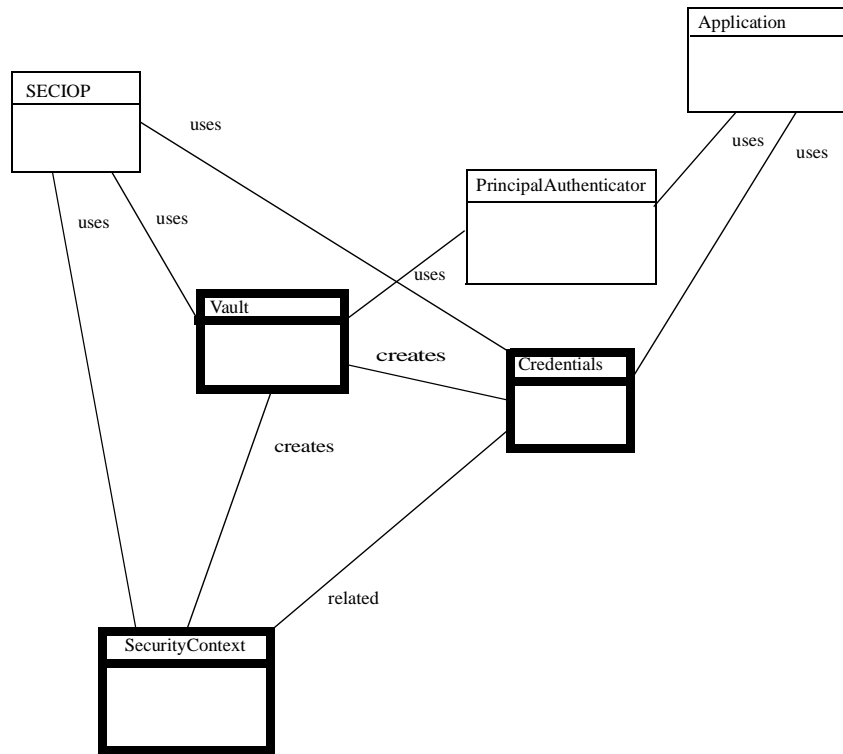 Application
SECIOP
uses
uses
uses
PrincipalAuthenticator
uses
uses
uses
Vault
creates
Credentials
creates
related
SecurityContext